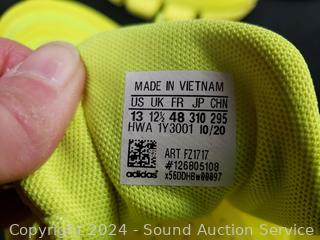 MADE IN VIETNAM
US UK FR JP CHN
13 12½ 48 310 295
HWA 1Y3001 10/20
ART FZ1717
#126805108
adidas x56DDH8w00097
Copyright © 2024 - Sound Auction Service